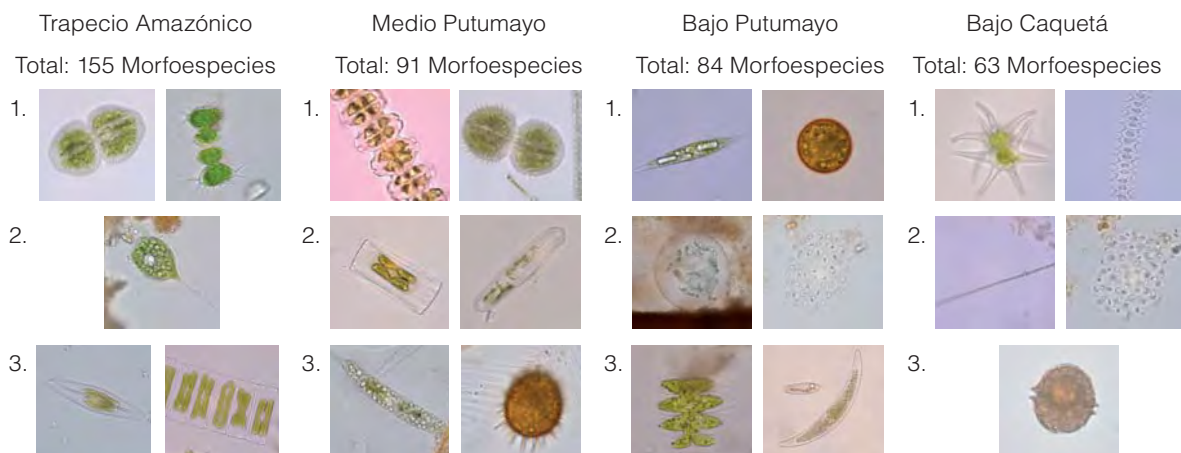 Trapecio Amazónico
Total: 155 Morfoespecies
1.
2.
3.
Medio Putumayo
Total: 91 Morfoespecies
1.
2.
3.
Bajo Putumayo
Total: 84 Morfoespecies
1.
2.
3.
Bajo Caquetá
Total: 63 Morfoespecies
1.
2.
3.